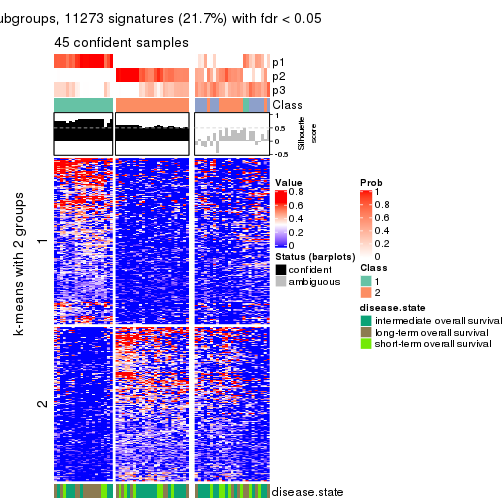 ubgroups, 11273 signatures (21.7%) with fdr < 0.05
45 confident samples
p1
p2
p3
Class
1
0.5
0
-0.5
Silhouette
score
k-means with 2 groups
1
2
Value
0.8
0.6
0.4
0.2
0
Prob
1
0.8
0.6
0.4
0.2
0
Status (barplots)
confident
ambiguous
Class
1
2
disease.state
intermediate overall survival
long-term overall survival
short-term overall survival
disease.state